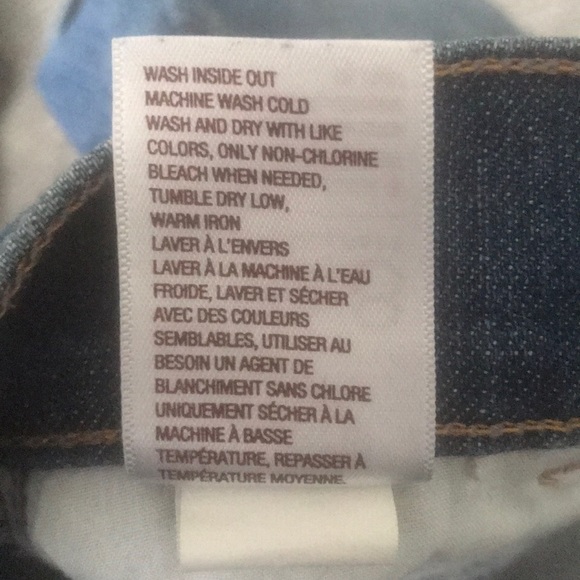 WASH INSIDE OUT
MACHINE WASH COLD
WASH AND DRY WITH LIKE
COLORS, ONLY NON-CHLORINE
BLEACH WHEN NEEDED,
TUMBLE DRY LOW,
WARM IRON
LAVER À L'ENVERS
LAVER À LA MACHINE À L'EAU
FROIDE, LAVER ET SÉCHER
AVEC DES COULEURS
SEMBLABLES, UTILISER AU
BESOIN UN AGENT DE
BLANCHIMENT SANS CHLORE
UNIQUEMENT SÉCHER À LA
MACHINE À BASSE
TEMPÉRATURE, REPASSER À
TEMPÉRATURE MOYENNE.